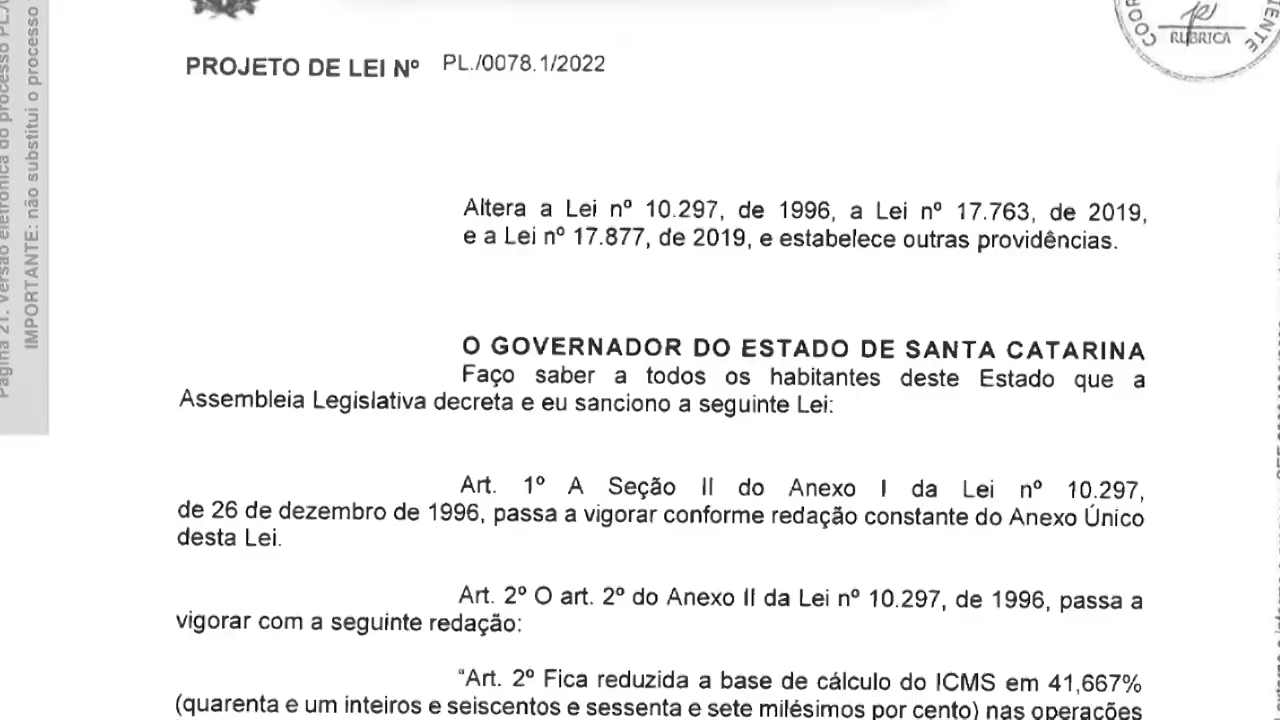 PROJETO DE LEI Nº PL./0078.1/2022
RUBRICA
Altera a Lei nº 10.297, de 1996, a Lei nº 17.763, de 2019,
e a Lei nº 17.877, de 2019, e estabelece outras providências.
O GOVERNADOR DO ESTADO DE SANTA CATARINA
Faço saber a todos os habitantes deste Estado que a
Assembleia Legislativa decreta e eu sanciono a seguinte Lei:
Art. 1º A Seção II do Anexo I da Lei nº 10.297,
de 26 de dezembro de 1996, passa a vigorar conforme redação constante do Anexo Único
desta Lei.
Art. 2º O art. 2º do Anexo II da Lei nº 10.297, de 1996, passa a
vigorar com a seguinte redação:
“Art. 2º Fica reduzida a base de cálculo do ICMS em 41,667%
(quarenta e um inteiros e seiscentos e sessenta e sete milésimos por cento) nas operações
Página 21. Versão eletrônica do processo
IMPORTANTE: não substitui o processo